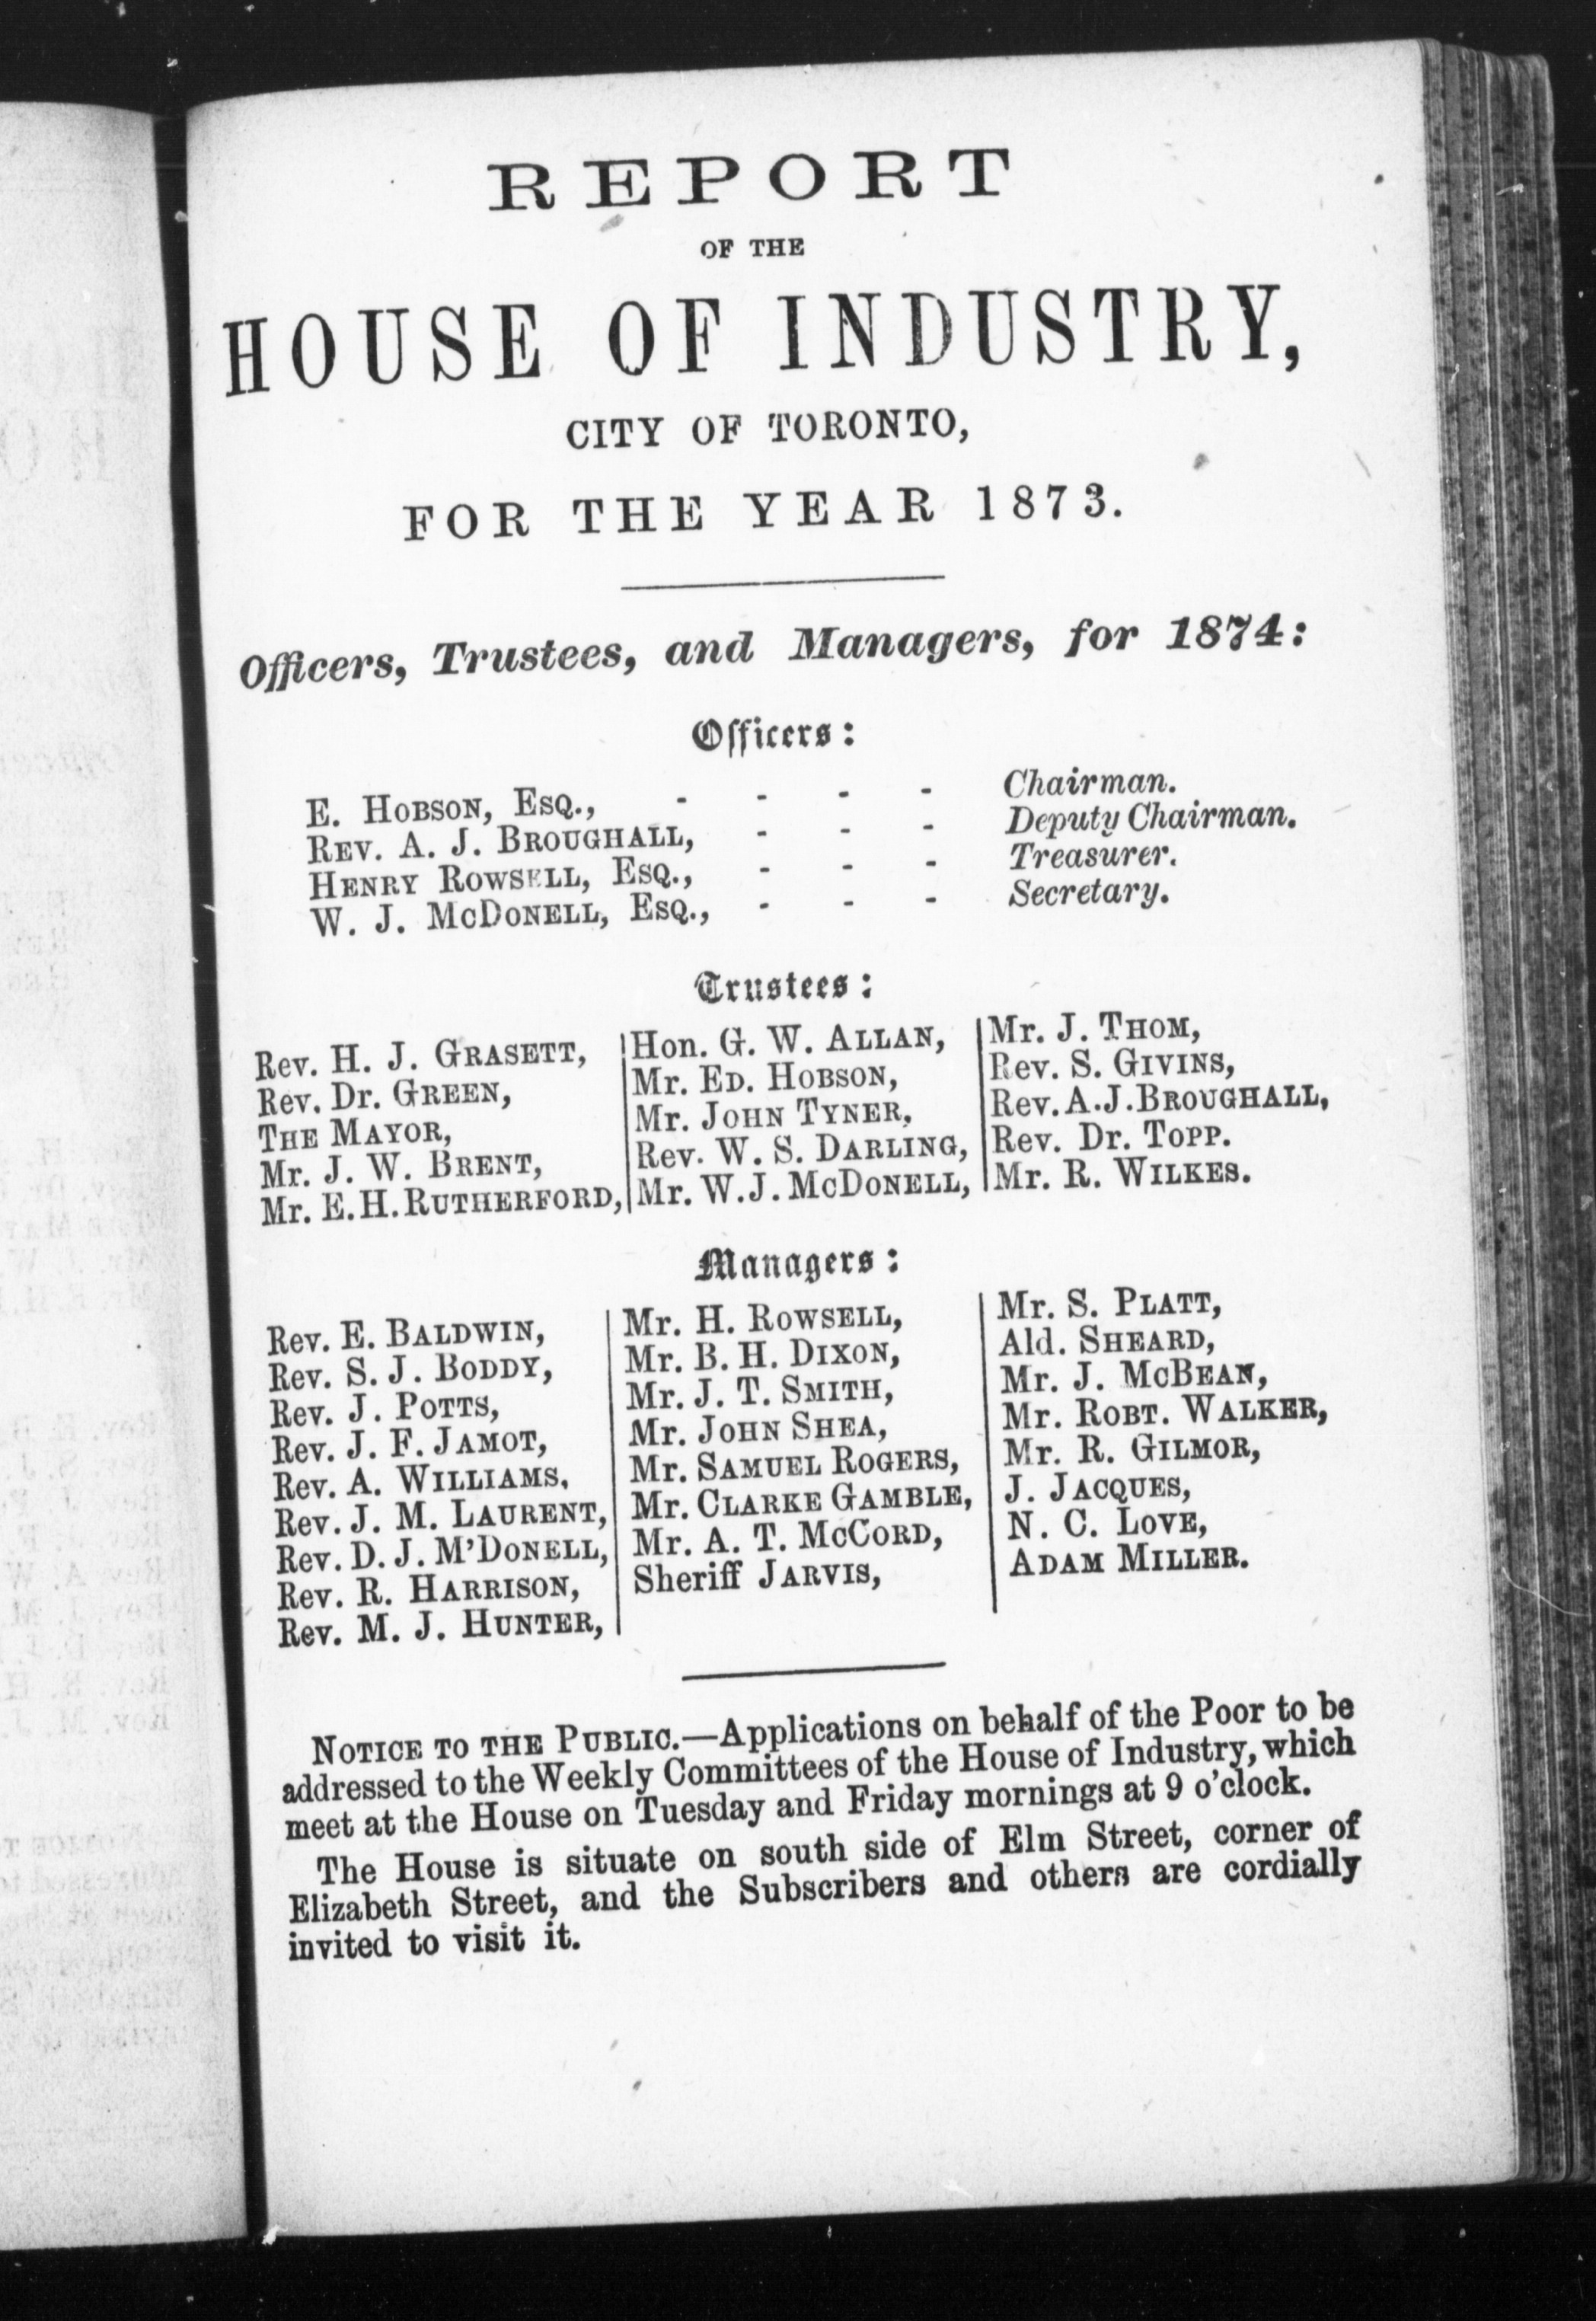 REPORT
OF THE
HOUSE OF INDUSTRY,
CITY OF TORONTO,
FOR THE YEAR 1873.
Officers, Trustees, and Managers, for 1874:
Officers:
E. HOBSON, ESQ., - - - - Chairman.
REV. A. J. BROUGHALL, - - - Deputy Chairman.
HENRY ROWSELL, ESQ., - - - Treasurer.
W. J. MCDONELL, ESQ., - - - Secretary.
Trustees:
Rev. H. J. GRASETT,
Rev. Dr. GREEN,
THE MAYOR,
Mr. J. W. BRENT,
Mr. E. H. RUTHERFORD,
Hon. G. W. ALLAN,
Mr. ED. HOBSON,
Mr. JOHN TYNER,
Rev. W. S. DARLING,
Mr. W. J. MCDONELL,
Mr. J. THOM,
Rev. S. GIVINS,
Rev. A. J. BROUGHALL,
Rev. Dr. TOPP.
Mr. R. WILKES.
Managers:
Rev. E. BALDWIN,
Rev. S. J. BODDY,
Rev. J. POTTS,
Rev. J. F. JAMOT,
Rev. A. WILLIAMS.
Rev. J. M. LAURENT,
Rev. D. J. M'DONELL,
Rev. R. HARRISON,
Rev. M. J. HUNTER,
Mr. H. ROWSELL,
Mr. B. H. DIXON,
Mr. J. T. SMITH,
Mr. JOHN SHEA,
Mr. SAMUEL ROGERS,
Mr. CLARKE GAMBLE,
Mr. A. T. MCCORD,
Sheriff JARVIS,
Mr. S. PLATT,
Ald. SHEARD,
Mr. J. MCBEAN,
Mr. ROBT. WALKER,
Mr. R. GILMOR,
J. JACQUES,
N. C. LOVE,
ADAM MILLER.
NOTICE TO THE PUBLIC.—Applications on behalf of the Poor to be
addressed to the Weekly Committees of the House of Industry, which
meet at the House on Tuesday and Friday mornings at 9 o'clock.
The House is situate on south side of Elm Street, corner of
Elizabeth Street, and the Subscribers and others are cordially
invited to visit it.